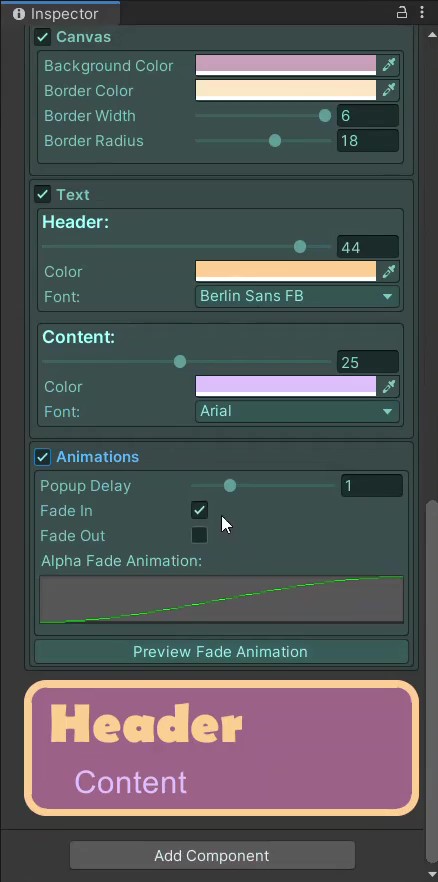 Inspector
Canvas
Background Color
Border Color
Border Width 6
Border Radius 18
Text
Header:
44
Color
Font: Berlin Sans FB
Content:
25
Color
Font: Arial
Animations
Popup Delay 1
Fade In
Fade Out
Alpha Fade Animation:
Preview Fade Animation
Header
Content
Add Component